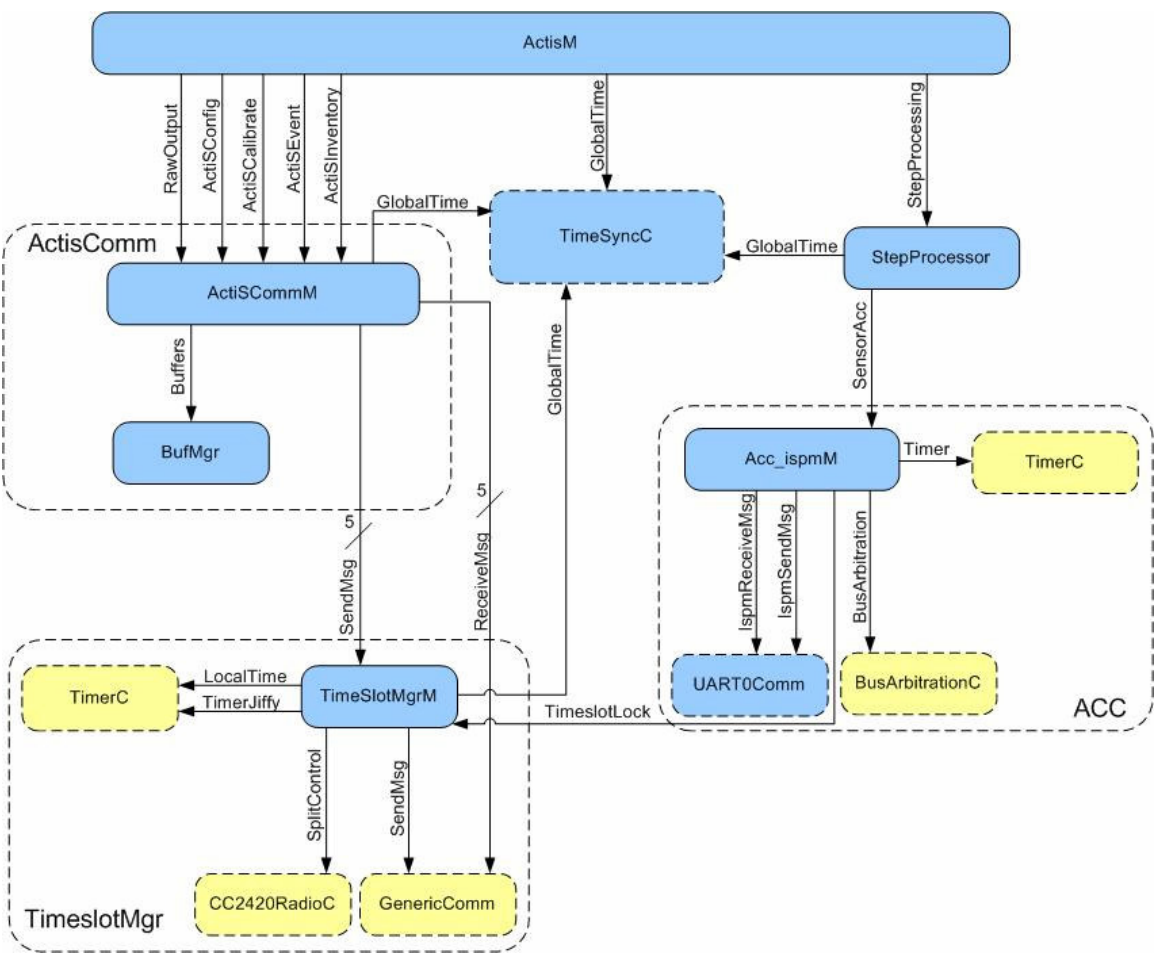 ActisM
RawOutput
ActiSConfig
ActiSCalibrate
ActiSEvent
ActiSInventory
GlobalTime
StepProcessing
GlobalTime
TimeSyncC
GlobalTime
StepProcessor
ActisComm
ActiSCommM
Buffers
BufMgr
GlobalTime
SensorAcc
Acc_ispmM
Timer
TimerC
5
5
SendMsg
ReceiveMsg
IspmReceiveMsg
IspmSendMsg
BusArbitration
UART0Comm
BusArbitrationC
ACC
TimerC
LocalTime
TimerJiffy
TimeSlotMgrM
TimeslotLock
SplitControl
SendMsg
CC2420RadioC
GenericComm
TimeslotMgr